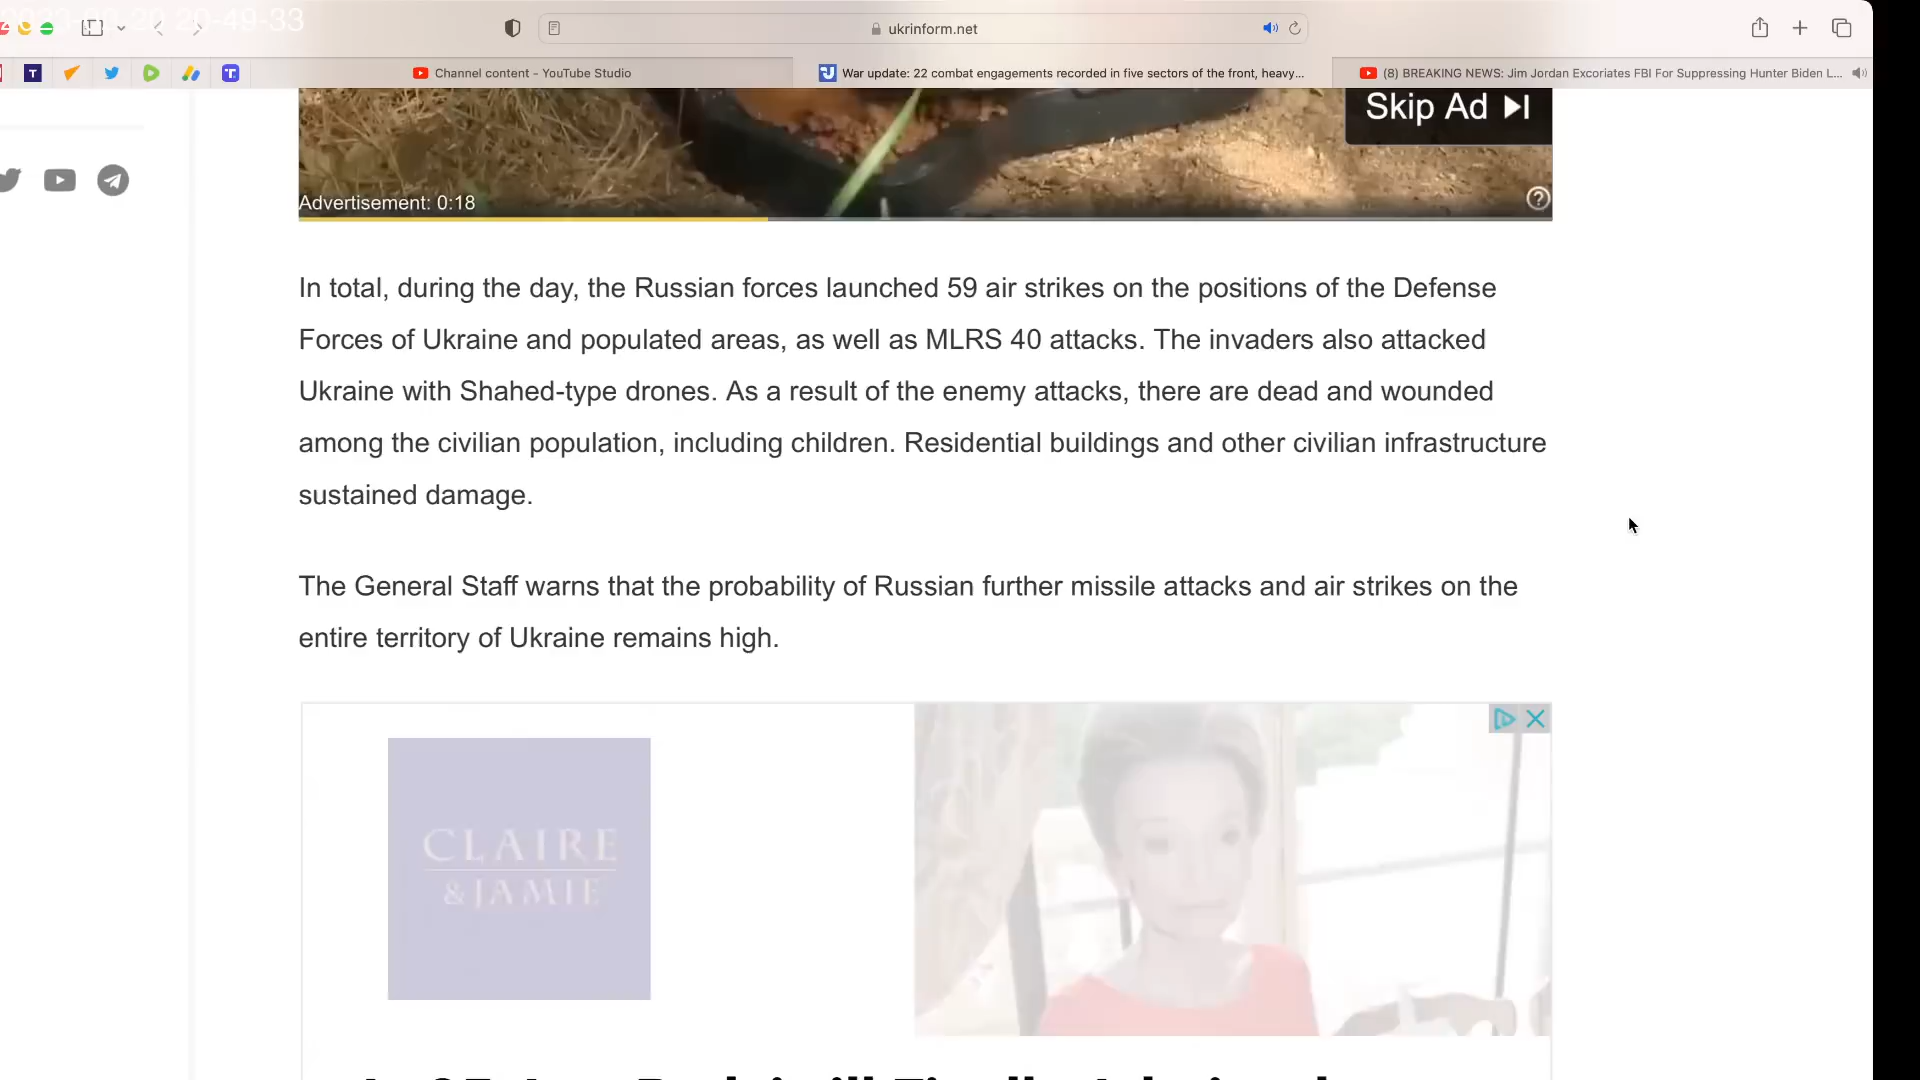 2023-09-20 20-49-33
ukrinform.net
Channel content - YouTube Studio
War update: 22 combat engagements recorded in five sectors of the front, heavy...
(8) BREAKING NEWS: Jim Jordan Excoriates FBI For Suppressing Hunter Biden L...
Skip Ad
Advertisement: 0:18
In total, during the day, the Russian forces launched 59 air strikes on the positions of the Defense
Forces of Ukraine and populated areas, as well as MLRS 40 attacks. The invaders also attacked
Ukraine with Shahed-type drones. As a result of the enemy attacks, there are dead and wounded
among the civilian population, including children. Residential buildings and other civilian infrastructure
sustained damage.
The General Staff warns that the probability of Russian further missile attacks and air strikes on the
entire territory of Ukraine remains high.
CLAIRE
& JAMIE